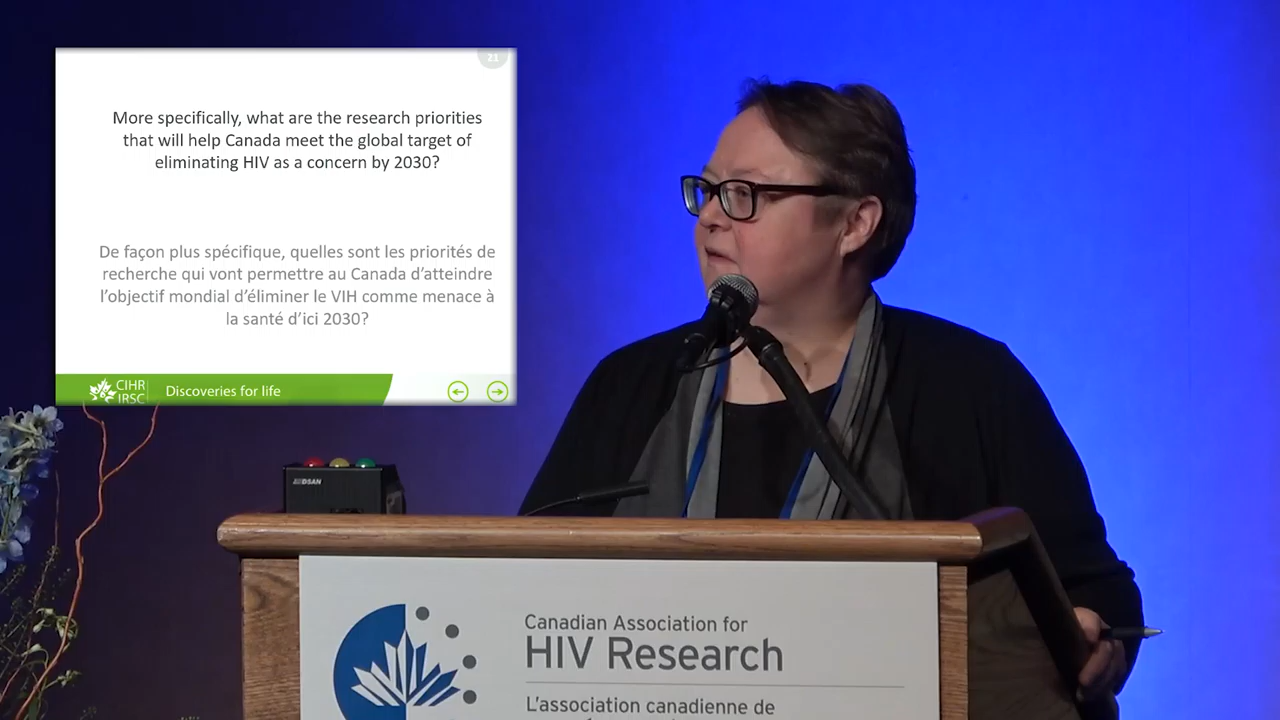 21
More specifically, what are the research priorities
that will help Canada meet the global target of
eliminating HIV as a concern by 2030?
De façon plus spécifique, quelles sont les priorités de
recherche qui vont permettre au Canada d'atteindre
l'objectif mondial d'éliminer le VIH comme menace à
la santé d'ici 2030?
CIHR
IRSC
Discoveries for life
DSAN
Canadian Association for
HIV Research
L'association canadienne de